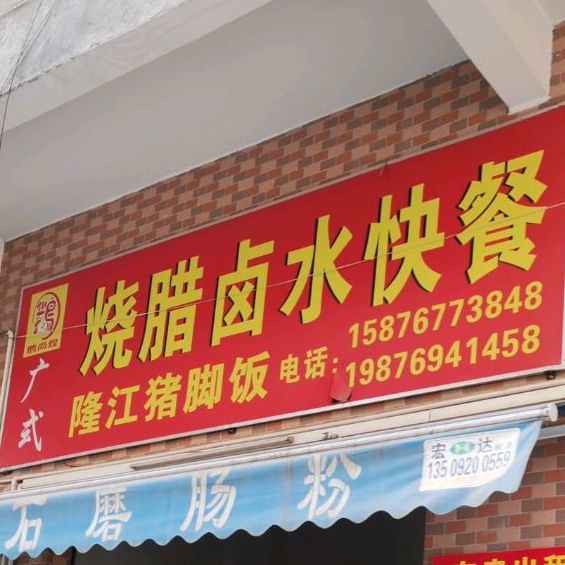 烧腊卤水快餐
广式
隆江猪脚饭
电话:
15876773848
19876941458
宏达
135 0920 0559
石磨肠粉